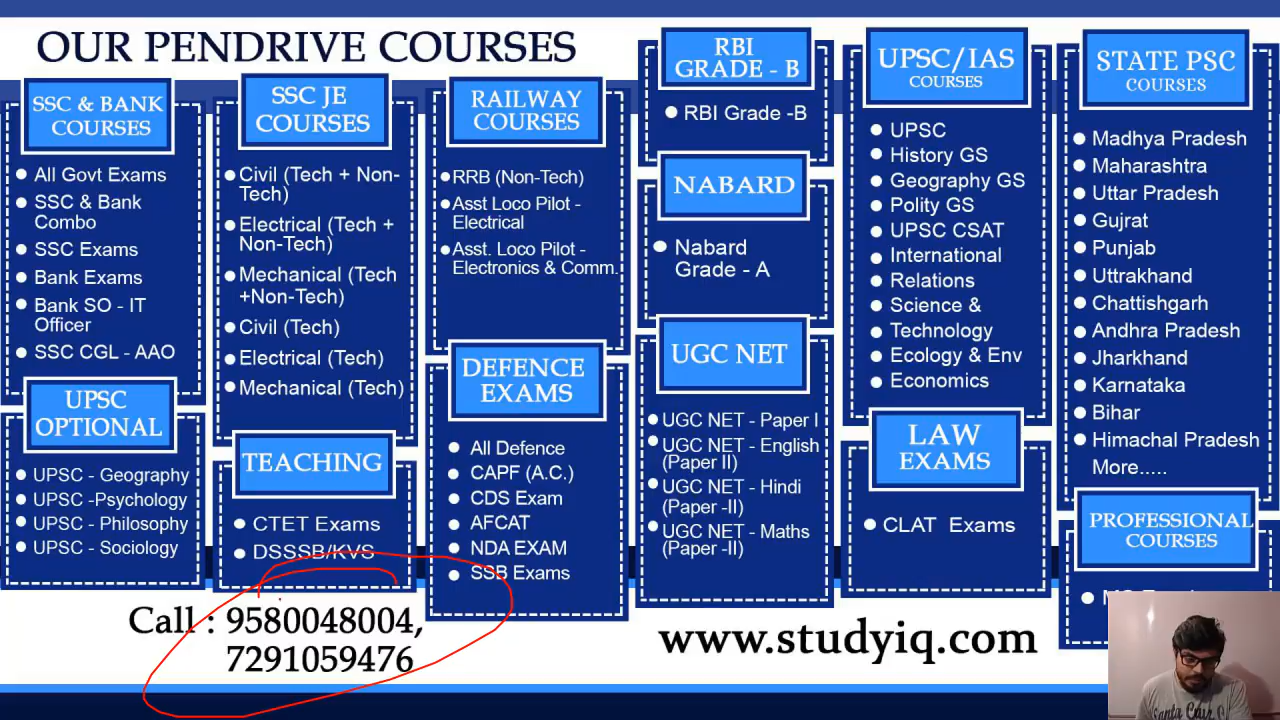 OUR PENDRIVE COURSES
SSC & BANK
COURSES
All Govt Exams
SSC & Bank
Combo
SSC Exams
Bank Exams
Bank SO - IT
Officer
SSC CGL - AAO
UPSC
OPTIONAL
UPSC - Geography
UPSC -Psychology
UPSC - Philosophy
UPSC - Sociology
SSC JE
COURSES
Civil (Tech + Non-
Tech)
Electrical (Tech +
Non-Tech)
Mechanical (Tech
+Non-Tech)
Civil (Tech)
Electrical (Tech)
Mechanical (Tech)
TEACHING
CTET Exams
DSSSB/KVS
RAILWAY
COURSES
RRB (Non-Tech)
Asst Loco Pilot -
Electrical
Asst. Loco Pilot -
Electronics & Comm.
DEFENCE
EXAMS
All Defence
CAPF (A.C.)
CDS Exam
AFCAT
NDA EXAM
SSB Exams
RBI
GRADE - B
RBI Grade -B
NABARD
Nabard
Grade - A
UGC NET
UGC NET - Paper I
UGC NET - English
(Paper II)
UGC NET - Hindi
(Paper -II)
UGC NET - Maths
(Paper -II)
UPSC/IAS
COURSES
UPSC
History GS
Geography GS
Polity GS
UPSC CSAT
International
Relations
Science &
Technology
Ecology & Env
Economics
LAW
EXAMS
CLAT Exams
STATE PSC
COURSES
Madhya Pradesh
Maharashtra
Uttar Pradesh
Gujrat
Punjab
Uttrakhand
Chattishgarh
Andhra Pradesh
Jharkhand
Karnataka
Bihar
Himachal Pradesh
More.....
PROFESSIONAL
COURSES
Call : 9580048004,
7291059476
www.studyiq.com